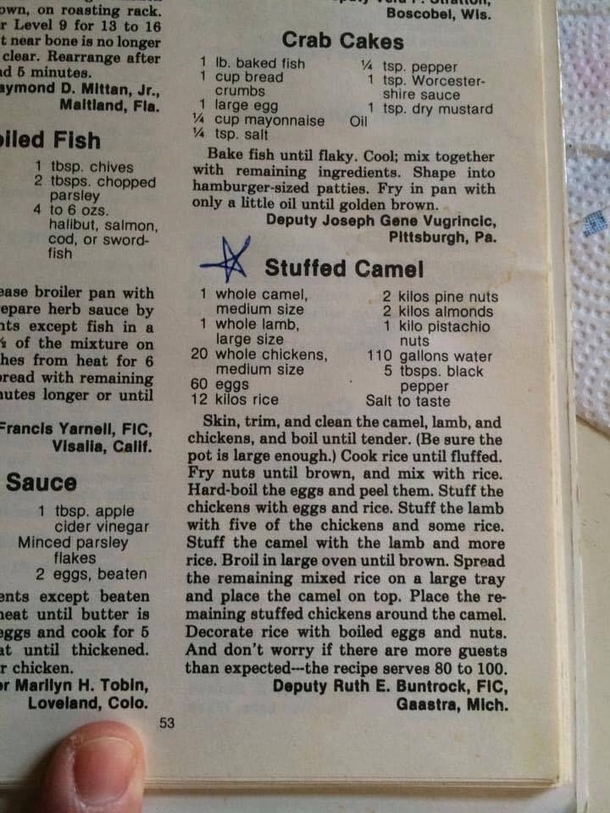 own, on roasting rack.
r Level 9 for 13 to 16
t near bone is no longer
clear. Rearrange after
nd 5 minutes.
aymond D. Mittan, Jr.,
Maitland, Fla.
oiled Fish
1 tbsp. chives
2 tbsps. chopped
parsley
4 to 6 ozs.
halibut, salmon,
cod, or sword-
fish
ease broiler pan with
epare herb sauce by
nts except fish in a
of the mixture on
hes from heat for 6
pread with remaining
nutes longer or until
Francis Yarnell, FIC,
Visalia, Calif.
Sauce
1 tbsp. apple
cider vinegar
Minced parsley
flakes
2 eggs, beaten
ents except beaten
heat until butter is
eggs and cook for 5
at until thickened.
r chicken.
or Marilyn H. Tobin,
Loveland, Colo.
Boscobel, Wis.
Crab Cakes
1 lb. baked fish
1 cup bread
crumbs
1 large egg
¼ cup mayonnaise
¼ tsp. salt
¼ tsp. pepper
1 tsp. Worcester-
shire sauce
1 tsp. dry mustard
Oil
Bake fish until flaky. Cool; mix together
with remaining ingredients. Shape into
hamburger-sized patties. Fry in pan with
only a little oil until golden brown.
Deputy Joseph Gene Vugrincic,
Pittsburgh, Pa.
Stuffed Camel
1 whole camel,
medium size
1 whole lamb,
large size
20 whole chickens,
medium size
60 eggs
12 kilos rice
2 kilos pine nuts
2 kilos almonds
1 kilo pistachio
nuts
110 gallons water
5 tbsps. black
pepper
Salt to taste
Skin, trim, and clean the camel, lamb, and
chickens, and boil until tender. (Be sure the
pot is large enough.) Cook rice until fluffed.
Fry nuts until brown, and mix with rice.
Hard-boil the eggs and peel them. Stuff the
chickens with eggs and rice. Stuff the lamb
with five of the chickens and some rice.
Stuff the camel with the lamb and more
rice. Broil in large oven until brown. Spread
the remaining mixed rice on a large tray
and place the camel on top. Place the re-
maining stuffed chickens around the camel.
Decorate rice with boiled eggs and nuts.
And don't worry if there are more guests
than expected---the recipe serves 80 to 100.
Deputy Ruth E. Buntrock, FIC,
Gaastra, Mich.
53